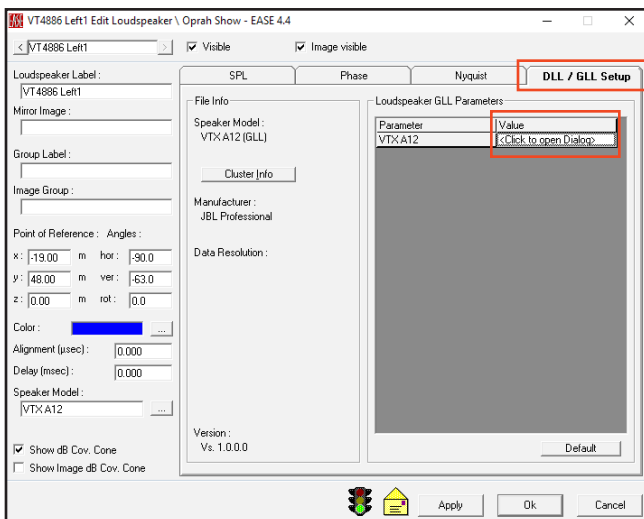 VT4886 Left1 Edit Loudspeaker \ Oprah Show - EASE 4.4
< VT4886 Left1 >
Visible
Image visible
Loudspeaker Label :
VT4886 Left1
Mirror Image :
Group Label :
Image Group :
Point of Reference : Angles :
x : -19.00 m hor : -90.0
y : 48.00 m ver : -63.0
z : 0.00 m rot : 0.0
Color : ...
Alignment (µsec) : 0.000
Delay (msec) : 0.000
Speaker Model :
VTX A12 ...
Show dB Cov. Cone
Show Image dB Cov. Cone
SPL Phase Nyquist DLL / GLL Setup
File Info
Speaker Model :
VTX A12 (GLL)
Cluster Info
Manufacturer :
JBL Professional
Data Resolution :
Version :
Vs. 1.0.0.0
Loudspeaker GLL Parameters
Parameter Value
VTX A12 <Click to open Dialog>
Default
Apply Ok Cancel